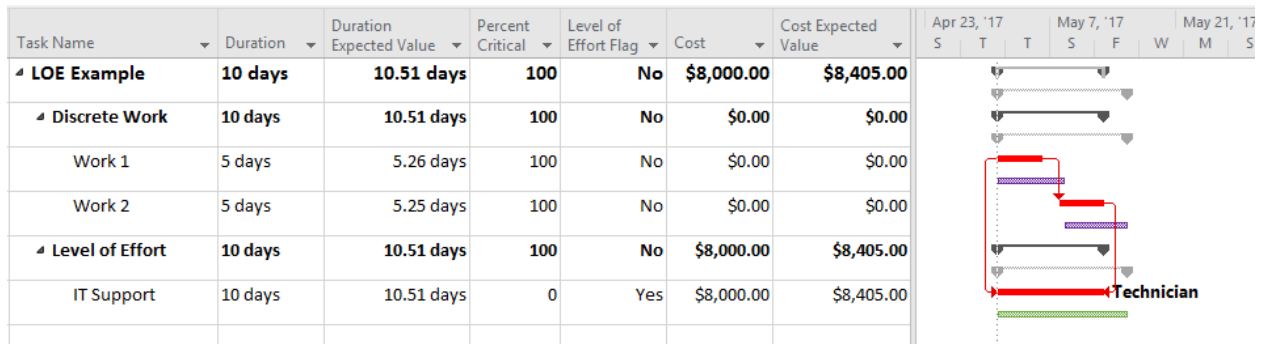 Task Name Duration Duration Expected Value Percent Critical Level of Effort Flag Cost Cost Expected Value Apr 23, '17 May 7, '17 May 21, '17
S T T S F W M S
LOE Example 10 days 10.51 days 100 No $8,000.00 $8,405.00
Discrete Work 10 days 10.51 days 100 No $0.00 $0.00
Work 1 5 days 5.26 days 100 No $0.00 $0.00
Work 2 5 days 5.25 days 100 No $0.00 $0.00
Level of Effort 10 days 10.51 days 100 No $8,000.00 $8,405.00
IT Support 10 days 10.51 days 0 Yes $8,000.00 $8,405.00 Technician